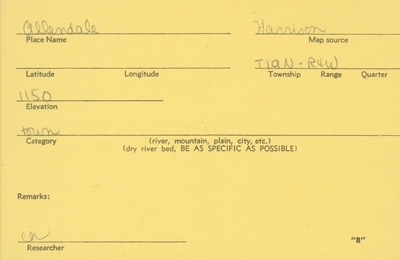 Allendale Harrison
Place Name Map source
T19N-R4W
Latitude Longitude Township Range Quarter
1150
Elevation
town
Category (river, mountain, plain, city, etc.)
(dry river bed, BE AS SPECIFIC AS POSSIBLE)
Remarks:
"B"
Researcher